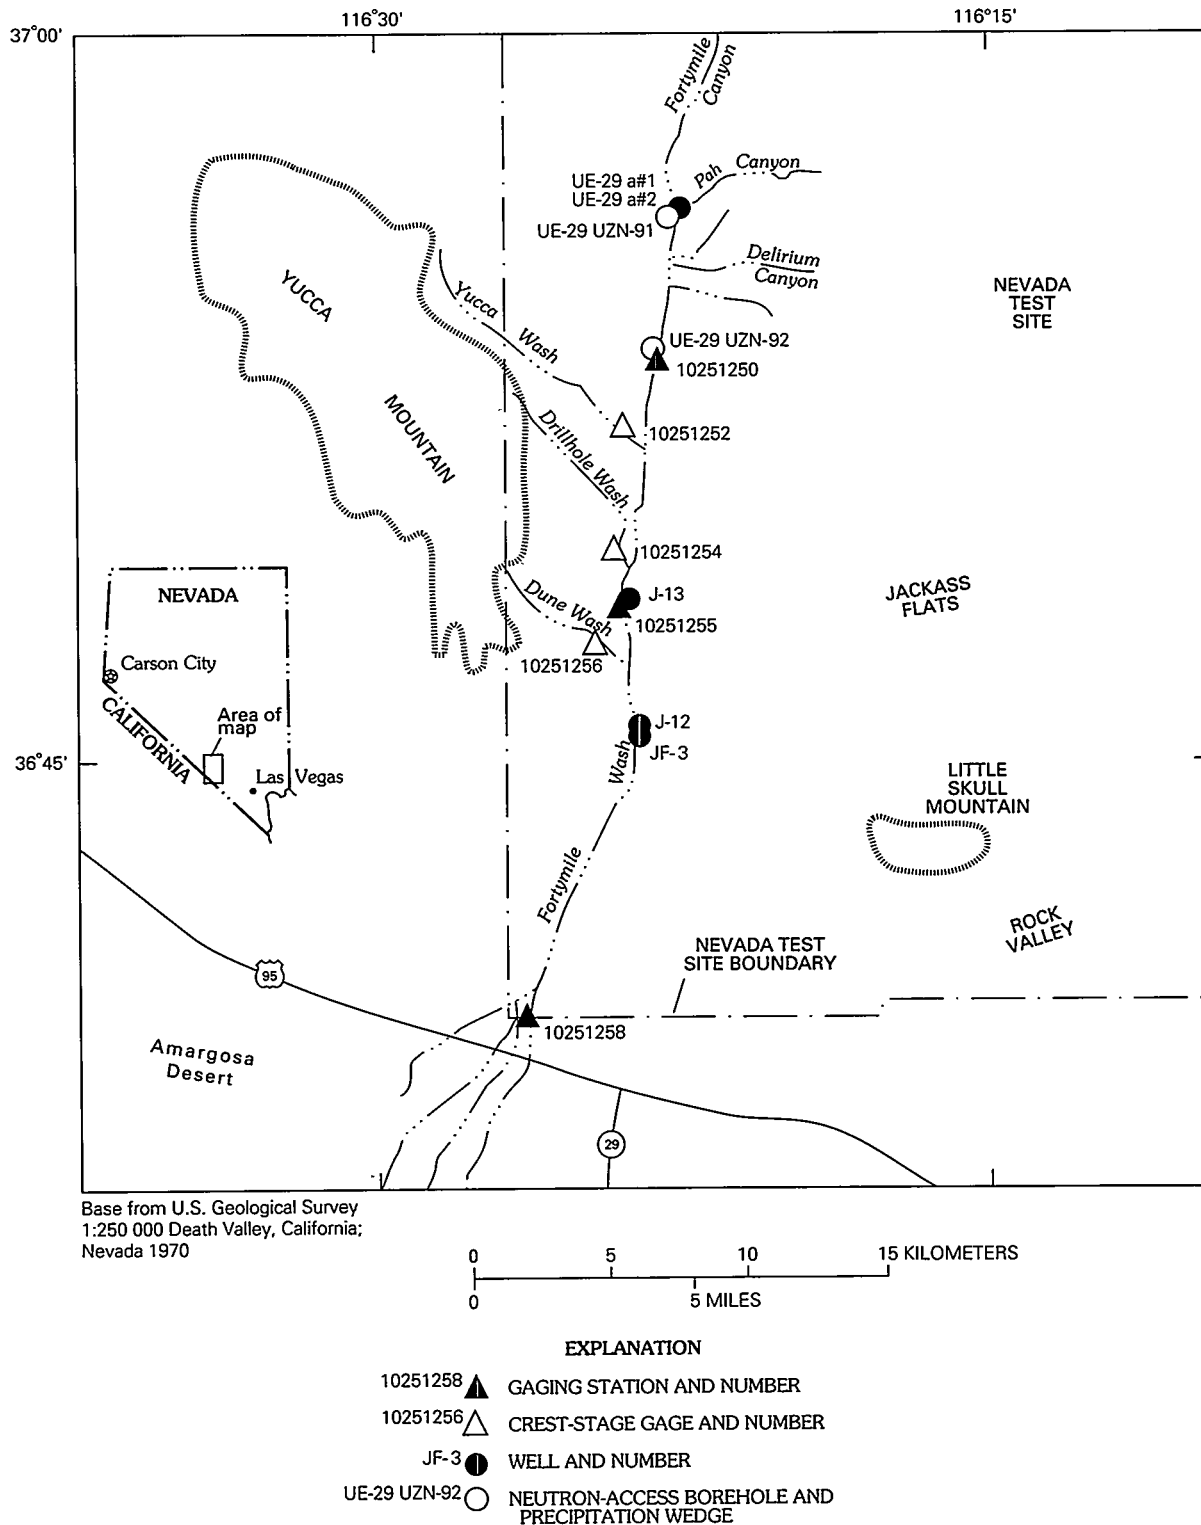 116°30'
116°15'
37°00'
Fortymile
Canyon
Pah Canyon
UE-29 a#1
UE-29 a#2
UE-29 UZN-91
Delirium
Canyon
YUCCA
MOUNTAIN
NEVADA
TEST
SITE
Yucca Wash
UE-29 UZN-92
10251250
10251252
Drillhole Wash
10251254
JACKASS
FLATS
J-13
10251255
Dune Wash
10251256
NEVADA
Carson City
CALIFORNIA
Area of
map
Las Vegas
J-12
JF-3
36°45'
Fortymile Wash
LITTLE
SKULL
MOUNTAIN
ROCK
VALLEY
NEVADA TEST
SITE BOUNDARY
95
10251258
Amargosa
Desert
29
Base from U.S. Geological Survey
1:250 000 Death Valley, California;
Nevada 1970
0 5 10 15 KILOMETERS
0 5 MILES
EXPLANATION
10251258 GAGING STATION AND NUMBER
10251256 CREST-STAGE GAGE AND NUMBER
JF-3 WELL AND NUMBER
UE-29 UZN-92 NEUTRON-ACCESS BOREHOLE AND
PRECIPITATION WEDGE